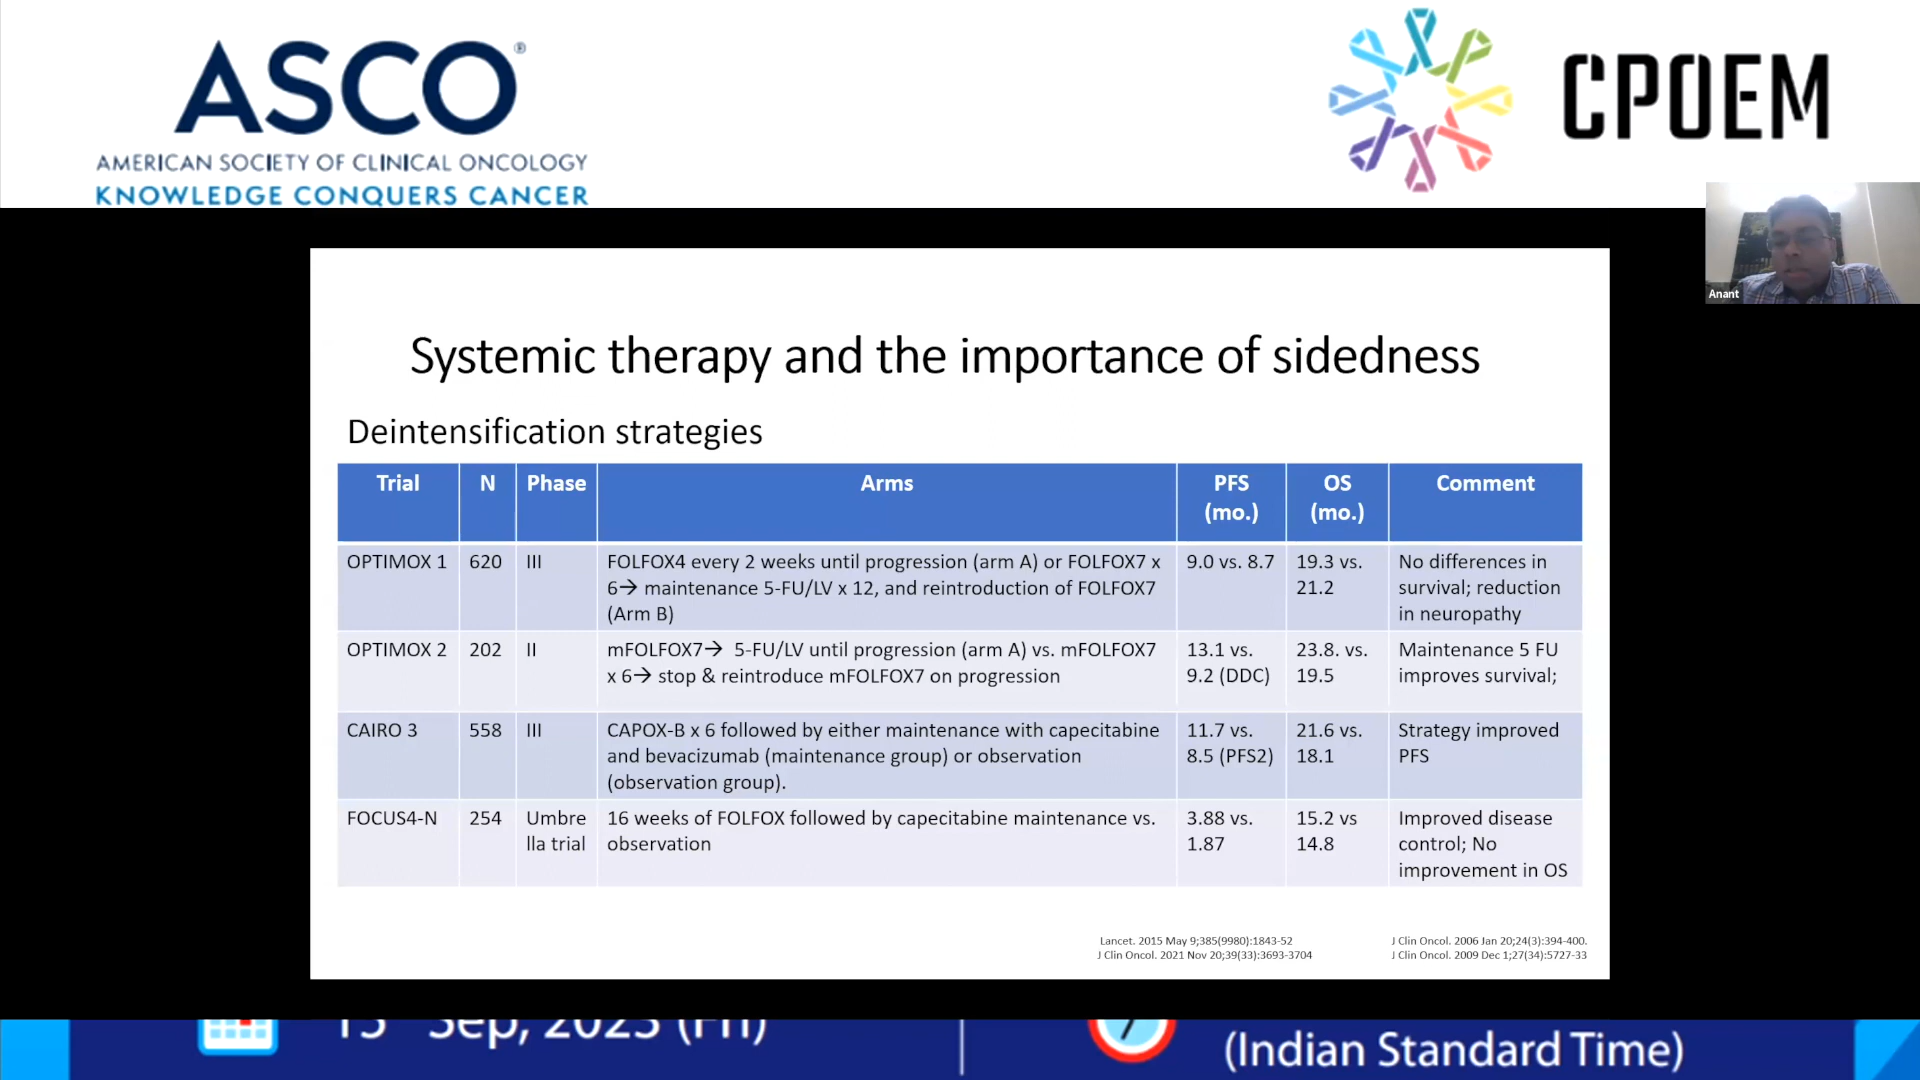 ASCO®
AMERICAN SOCIETY OF CLINICAL ONCOLOGY
KNOWLEDGE CONQUERS CANCER
CPOEM
Anant
Systemic therapy and the importance of sidedness
Deintensification strategies
Trial N Phase Arms PFS (mo.) OS (mo.) Comment
OPTIMOX 1 620 III FOLFOX4 every 2 weeks until progression (arm A) or FOLFOX7 x 6→ maintenance 5-FU/LV x 12, and reintroduction of FOLFOX7 (Arm B) 9.0 vs. 8.7 19.3 vs. 21.2 No differences in survival; reduction in neuropathy
OPTIMOX 2 202 II mFOLFOX7→ 5-FU/LV until progression (arm A) vs. mFOLFOX7 x 6→ stop & reintroduce mFOLFOX7 on progression 13.1 vs. 9.2 (DDC) 23.8. vs. 19.5 Maintenance 5 FU improves survival;
CAIRO 3 558 III CAPOX-B x 6 followed by either maintenance with capecitabine and bevacizumab (maintenance group) or observation (observation group). 11.7 vs. 8.5 (PFS2) 21.6 vs. 18.1 Strategy improved PFS
FOCUS4-N 254 Umbrella trial 16 weeks of FOLFOX followed by capecitabine maintenance vs. observation 3.88 vs. 1.87 15.2 vs 14.8 Improved disease control; No improvement in OS
Lancet. 2015 May 9;385(9980):1843-52
J Clin Oncol. 2021 Nov 20;39(33):3693-3704
J Clin Oncol. 2006 Jan 20;24(3):394-400.
J Clin Oncol. 2009 Dec 1;27(34):5727-33
Sep, 2023 (Fri)
(Indian Standard Time)